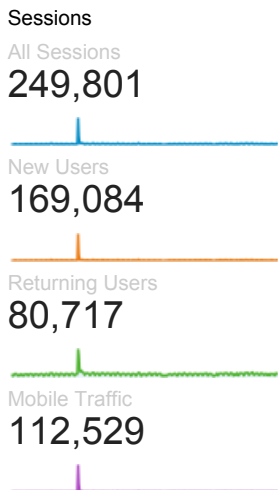 Sessions
All Sessions
249,801
New Users
169,084
Returning Users
80,717
Mobile Traffic
112,529